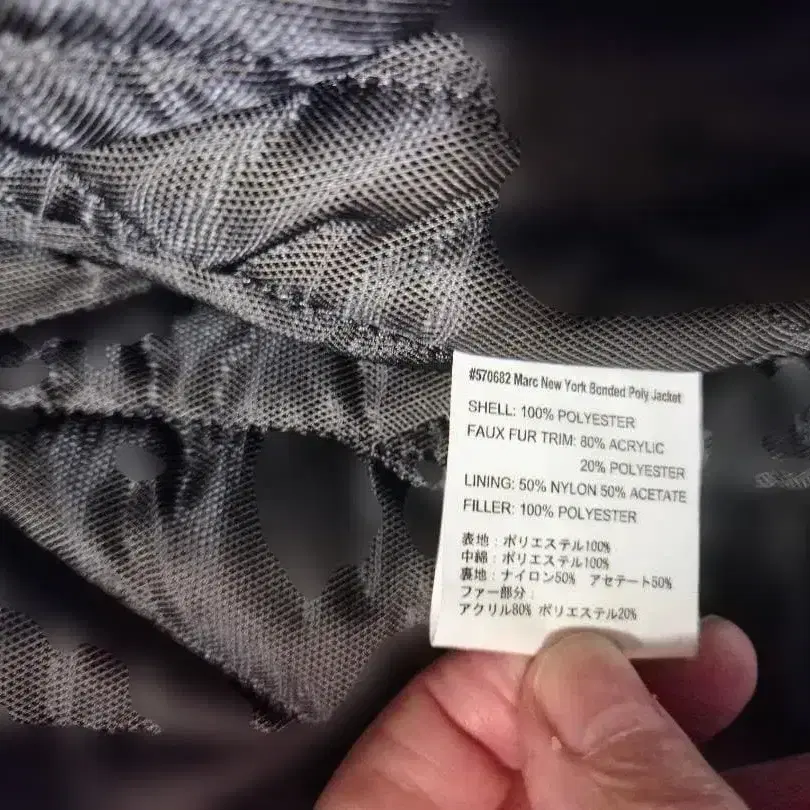 #570682 Marc New York Bonded Poly Jacket
SHELL: 100% POLYESTER
FAUX FUR TRIM: 80% ACRYLIC
20% POLYESTER
LINING: 50% NYLON 50% ACETATE
FILLER: 100% POLYESTER
表地：ポリエステル100%
中綿：ポリエステル100%
裏地：ナイロン50% アセテート50%
ファー部分：
アクリル80% ポリエステル20%